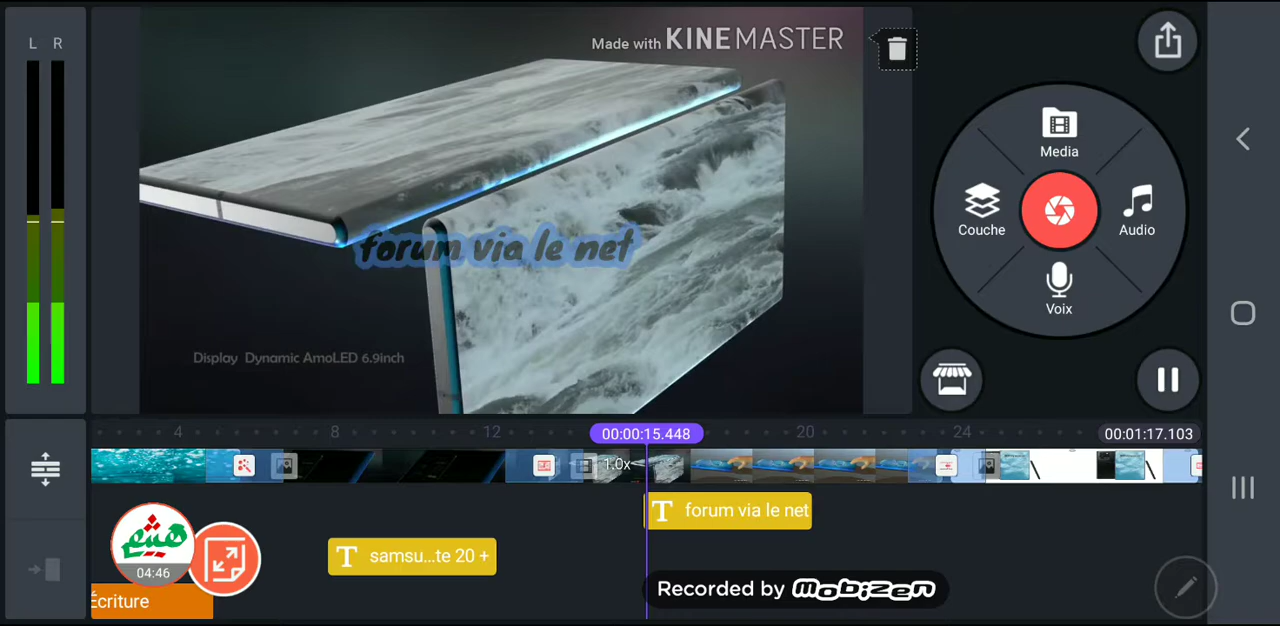 L R
Made with KINEMASTER
forum via le net
Display Dynamic AmoLED 6.9inch
Media
Couche
Audio
Voix
4 8 12 00:00:15.448 20 24 00:01:17.103
1.0x
T forum via le net
T samsu...te 20 +
04:46
Écriture
Recorded by mobizen